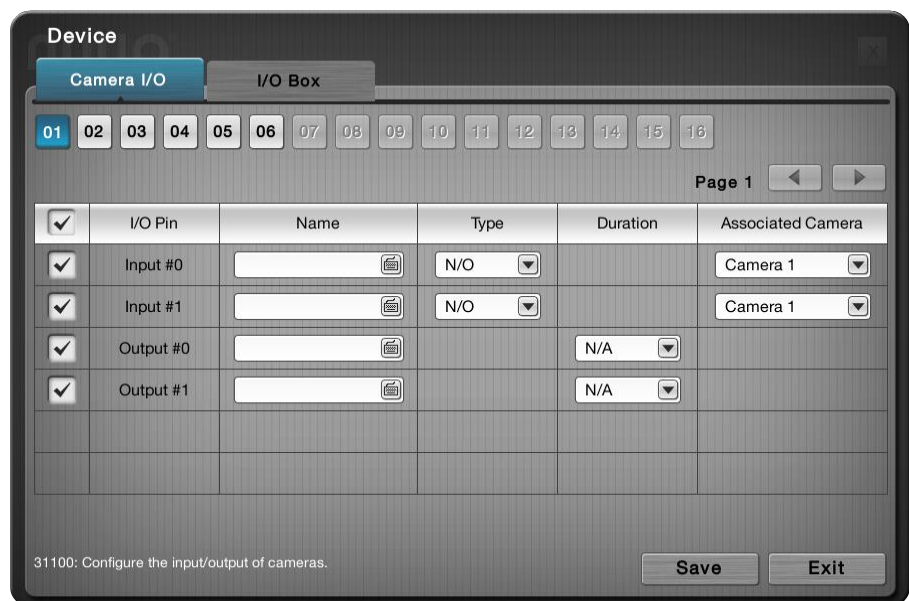 Device
Camera I/O I/O Box
01 02 03 04 05 06 07 08 09 10 11 12 13 14 15 16
Page 1
I/O Pin Name Type Duration Associated Camera
Input #0 N/O Camera 1
Input #1 N/O Camera 1
Output #0 N/A
Output #1 N/A
31100: Configure the input/output of cameras.
Save Exit